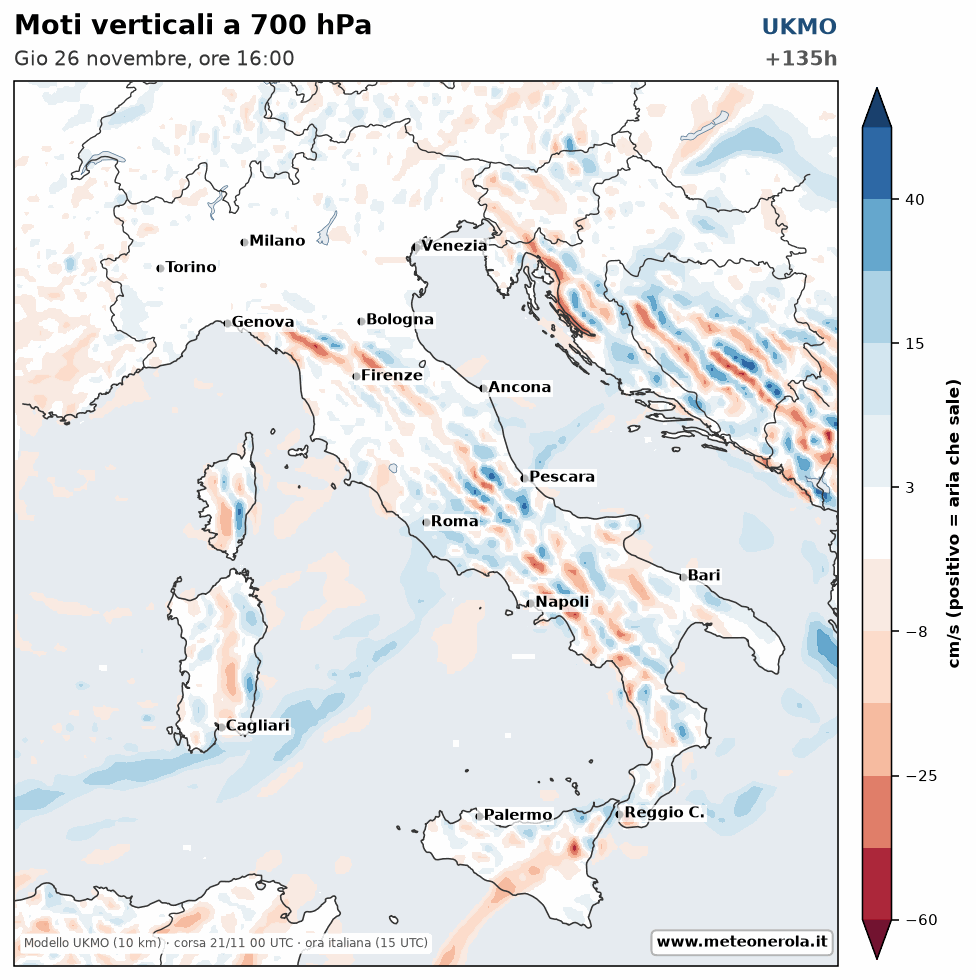 Moti verticali a 700 hPa
UKMO
Gio 26 novembre, ore 16:00
+135h
Milano
Venezia
Torino
Genova
Bologna
Firenze
Ancona
Pescara
Roma
Bari
Napoli
Cagliari
Palermo
Reggio C.
40
15
3
−8
−25
−60
cm/s (positivo = aria che sale)
Modello UKMO (10 km) · corsa 21/11 00 UTC · ora italiana (15 UTC)
www.meteonerola.it